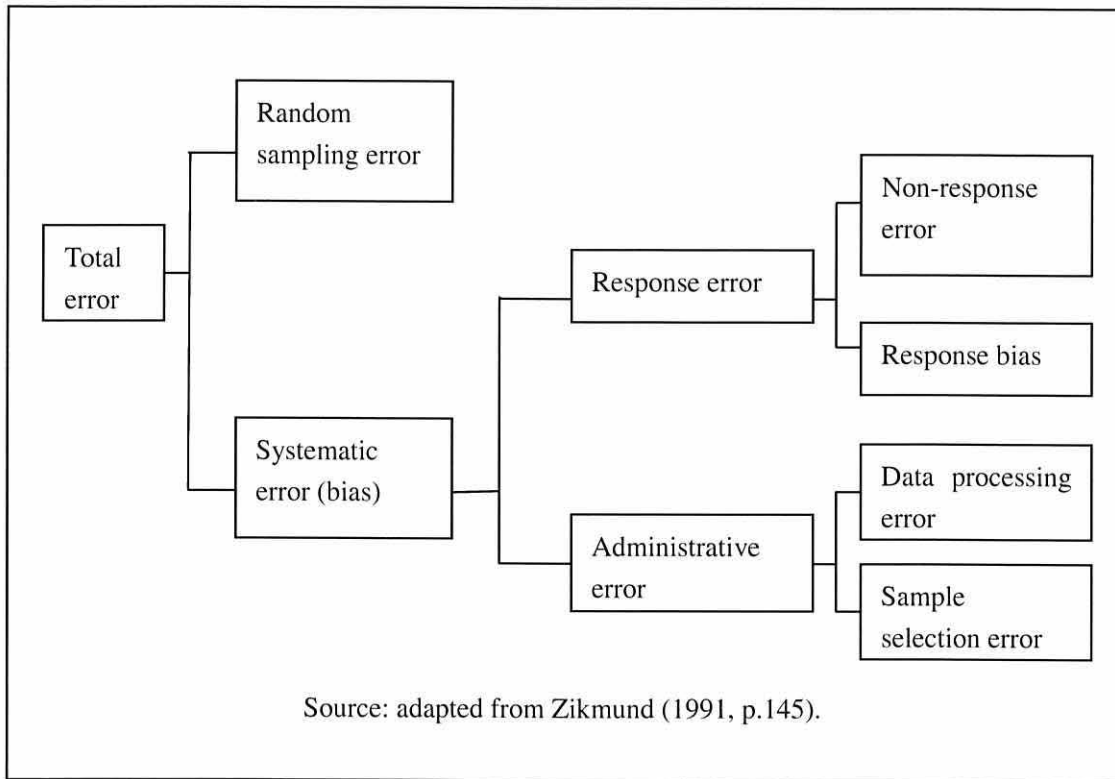 Random
sampling error
Total
error
Systematic
error (bias)
Response error
Administrative
error
Non-response
error
Response bias
Data processing
error
Sample
selection error
Source: adapted from Zikmund (1991, p.145).